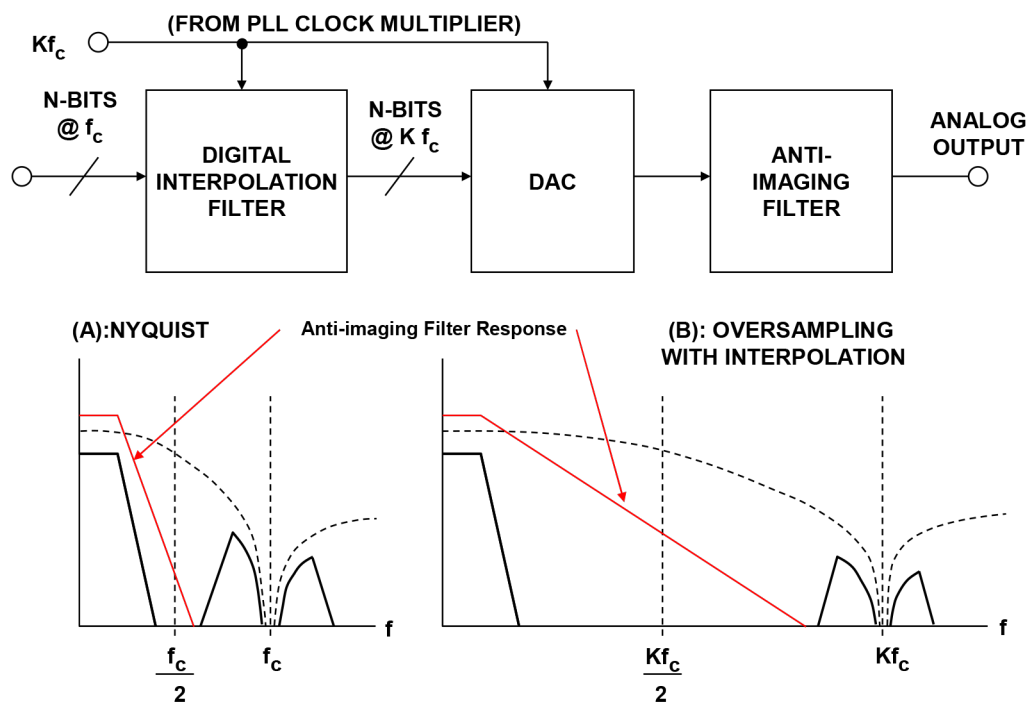 (FROM PLL CLOCK MULTIPLIER)
Kfc
N-BITS
@ fc
DIGITAL
INTERPOLATION
FILTER
N-BITS
@ K fc
DAC
ANTI-
IMAGING
FILTER
ANALOG
OUTPUT
(A):NYQUIST
Anti-imaging Filter Response
(B): OVERSAMPLING
WITH INTERPOLATION
fc
2
fc
f
Kfc
2
Kfc
f